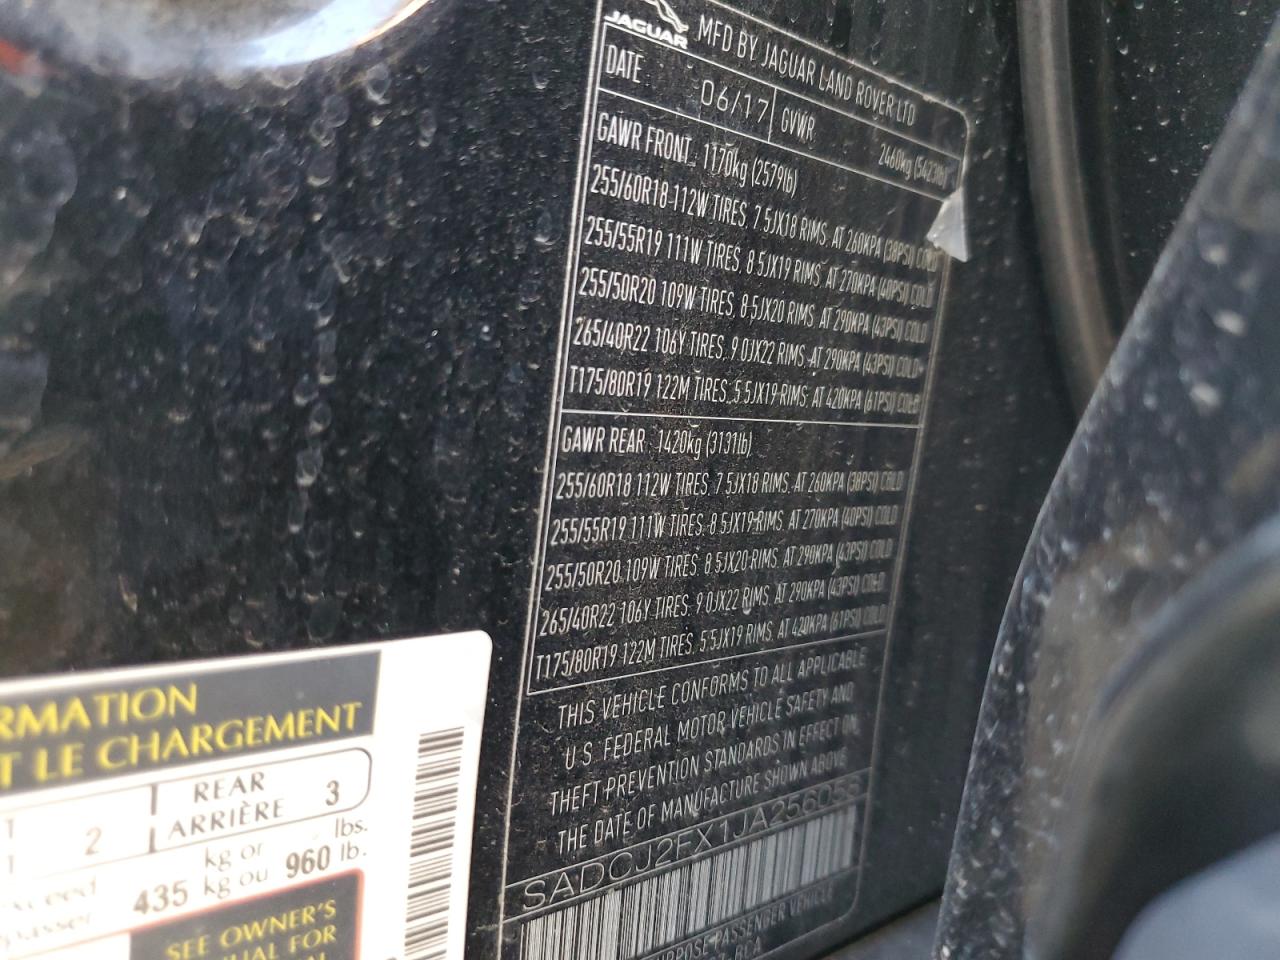 JAGUAR
MFD BY JAGUAR LAND ROVER LTD
DATE 06/17 GVWR 2460kg (5423lb)
GAWR FRONT 1170kg (2579lb)
255/60R18 112W TIRES, 7.5JX18 RIMS, AT 260KPA (38PSI) COLD
255/55R19 111W TIRES, 8.5JX19 RIMS, AT 270KPA (40PSI) COLD
255/50R20 109W TIRES, 8.5JX20 RIMS, AT 290KPA (43PSI) COLD
265/40R22 106Y TIRES, 9.0JX22 RIMS, AT 290KPA (43PSI) COLD
T175/80R19 122M TIRES, 5.5JX19 RIMS, AT 420KPA (61PSI) COLD
GAWR REAR 1420kg (3131lb)
255/60R18 112W TIRES, 7.5JX18 RIMS, AT 260KPA (38PSI) COLD
255/55R19 111W TIRES, 8.5JX19 RIMS, AT 270KPA (40PSI) COLD
255/50R20 109W TIRES, 8.5JX20 RIMS, AT 290KPA (43PSI) COLD
265/40R22 106Y TIRES, 9.0JX22 RIMS, AT 290KPA (43PSI) COLD
T175/80R19 122M TIRES, 5.5JX19 RIMS, AT 420KPA (61PSI) COLD
THIS VEHICLE CONFORMS TO ALL APPLICABLE
U.S. FEDERAL MOTOR VEHICLE SAFETY AND
THEFT PREVENTION STANDARDS IN EFFECT ON
THE DATE OF MANUFACTURE SHOWN ABOVE
SADCJ2FX1JA256055
URPOSE PASSENGER VEHICLE
RMATION
T LE CHARGEMENT
2 REAR ARRIÈRE 3
xceed
passer 435 kg or kg ou 960 lbs. lb.
SEE OWNER'S
UAL FOR